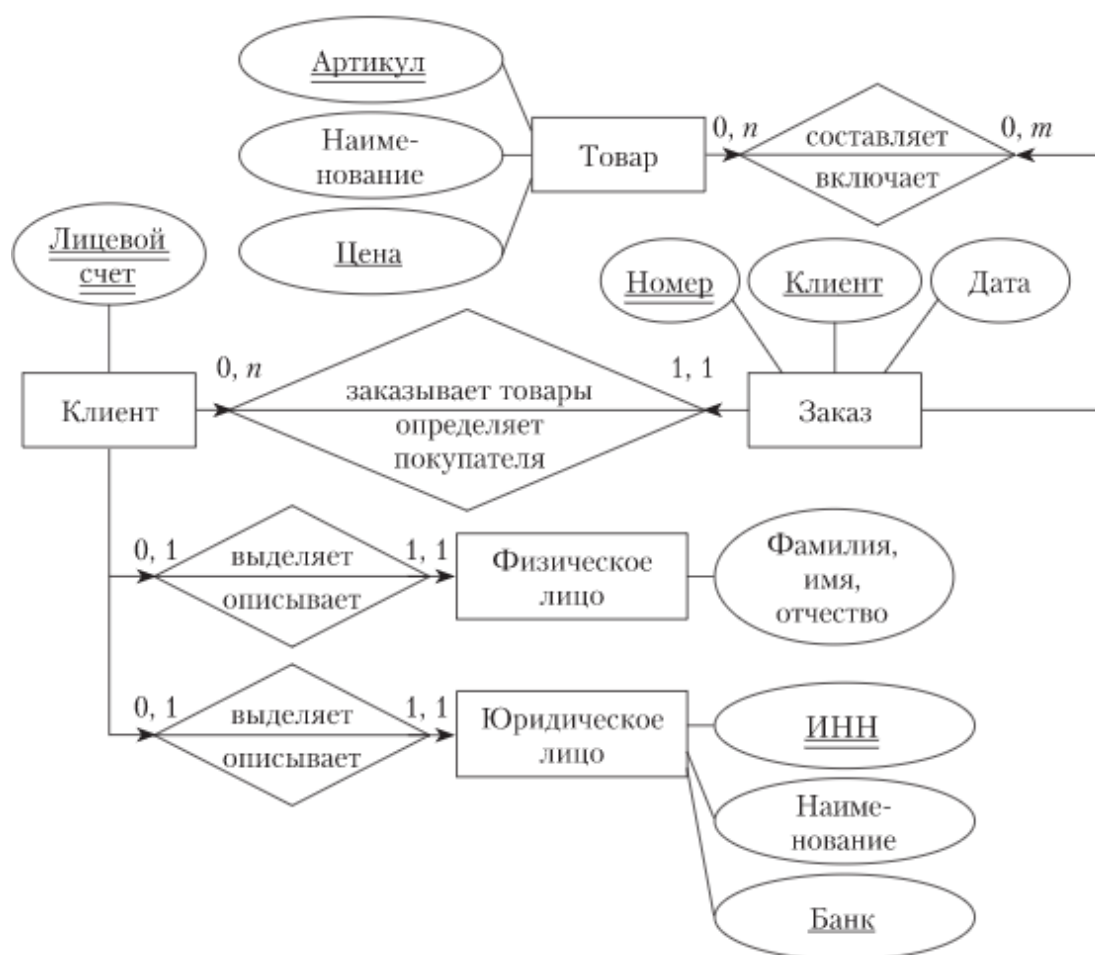 Артикул
Наиме-
нование
Цена
Товар
0, n
составляет
включает
0, m
Лицевой
счет
Номер
Клиент
Дата
Клиент
0, n
заказывает товары
определяет
покупателя
1, 1
Заказ
0, 1
выделяет
описывает
1, 1
Физическое
лицо
Фамилия,
имя,
отчество
0, 1
выделяет
описывает
1, 1
Юридическое
лицо
ИНН
Наиме-
нование
Банк